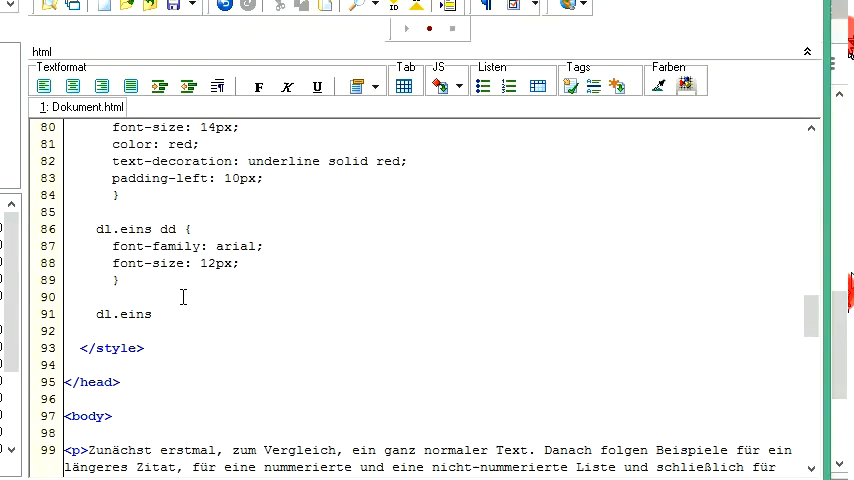 html
Textformat Tab JS Listen Tags Farben
F K U
1: Dokument.html
80 font-size: 14px;
81 color: red;
82 text-decoration: underline solid red;
83 padding-left: 10px;
84 }
85
86 dl.eins dd {
87 font-family: arial;
88 font-size: 12px;
89 }
90
91 dl.eins
92
93 </style>
94
95 </head>
96
97 <body>
98
99 <p>Zunächst erstmal, zum Vergleich, ein ganz normaler Text. Danach folgen Beispiele für ein
längeres Zitat, für eine nummerierte und eine nicht-nummerierte Liste und schließlich für